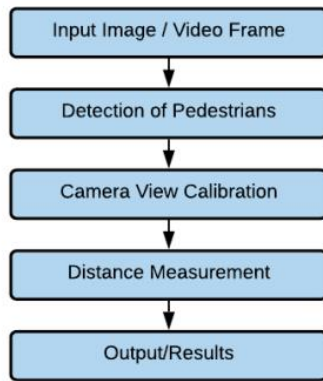 Input Image / Video Frame
Detection of Pedestrians
Camera View Calibration
Distance Measurement
Output/Results